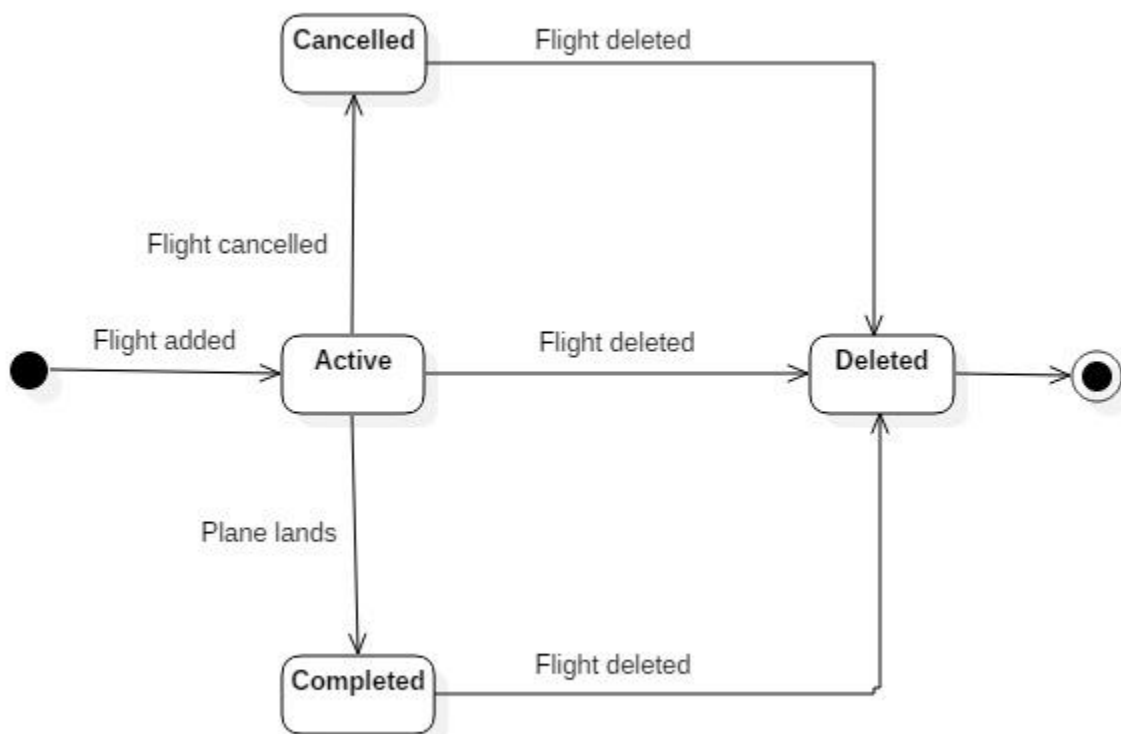 Cancelled
Flight deleted
Flight cancelled
Flight added
Active
Flight deleted
Deleted
Plane lands
Completed
Flight deleted